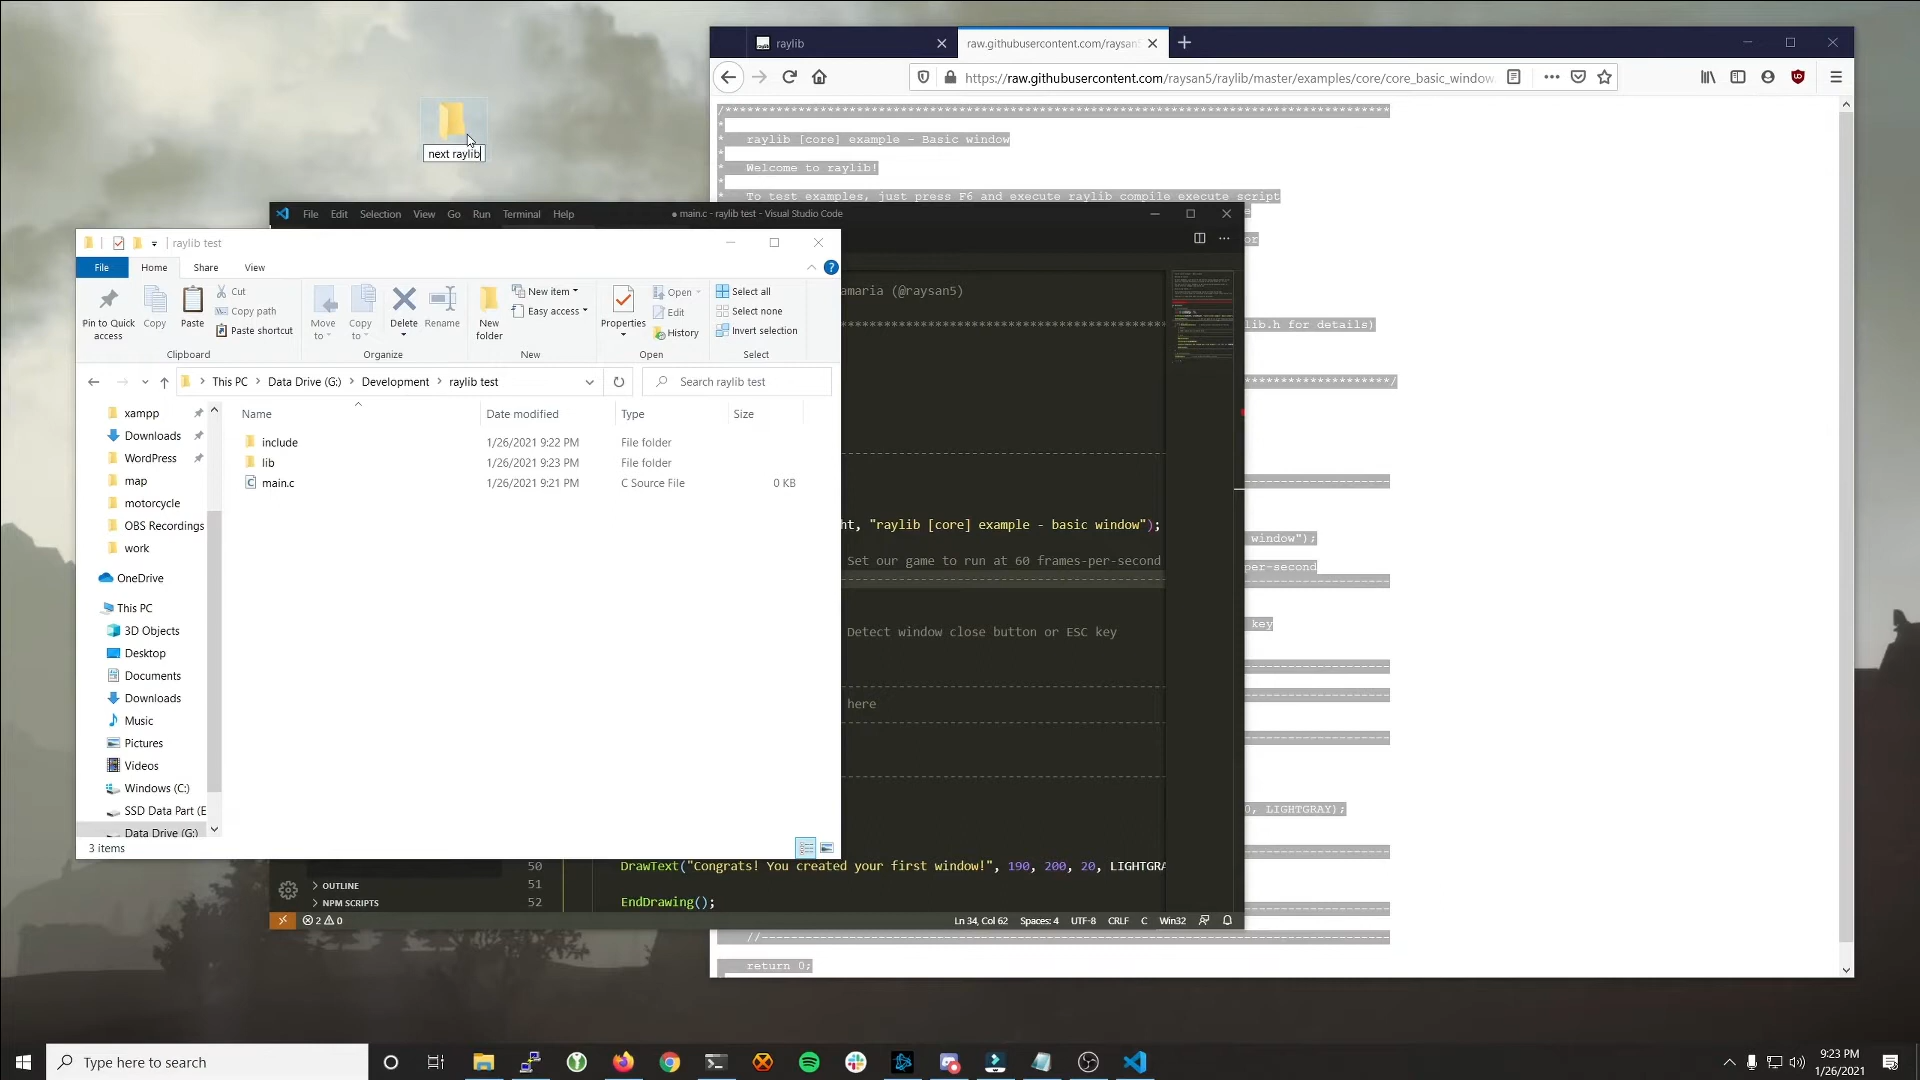 next raylib
raylib
raw.githubusercontent.com/raysan
https://raw.githubusercontent.com/raysan5/raylib/master/examples/core/core_basic_window.
/*******************************************************************************************
*
*   raylib [core] example - Basic window
*
*   Welcome to raylib!
*
*   To test examples, just press F6 and execute raylib compile execute script
lib.h for details)
window");
per-second
key
0, LIGHTGRAY);
return 0;
File Edit Selection View Go Run Terminal Help
● main.c - raylib test - Visual Studio Code
amaria (@raysan5)
ht, "raylib [core] example - basic window");
Set our game to run at 60 frames-per-second
Detect window close button or ESC key
here
50 DrawText("Congrats! You created your first window!", 190, 200, 20, LIGHTGRA
51
52 EndDrawing();
OUTLINE
NPM SCRIPTS
2 0
Ln 34, Col 62 Spaces: 4 UTF-8 CRLF C Win32
raylib test
File Home Share View
Pin to Quick access
Copy
Paste
Cut
Copy path
Paste shortcut
Clipboard
Move to
Copy to
Delete
Rename
Organize
New folder
New item
Easy access
New
Properties
Open
Edit
History
Open
Select all
Select none
Invert selection
Select
This PC > Data Drive (G:) > Development > raylib test
Search raylib test
Name Date modified Type Size
include 1/26/2021 9:22 PM File folder
lib 1/26/2021 9:23 PM File folder
main.c 1/26/2021 9:21 PM C Source File 0 KB
xampp
Downloads
WordPress
map
motorcycle
OBS Recordings
work
OneDrive
This PC
3D Objects
Desktop
Documents
Downloads
Music
Pictures
Videos
Windows (C:)
SSD Data Part (E
Data Drive (G:)
3 items
Type here to search
9:23 PM
1/26/2021